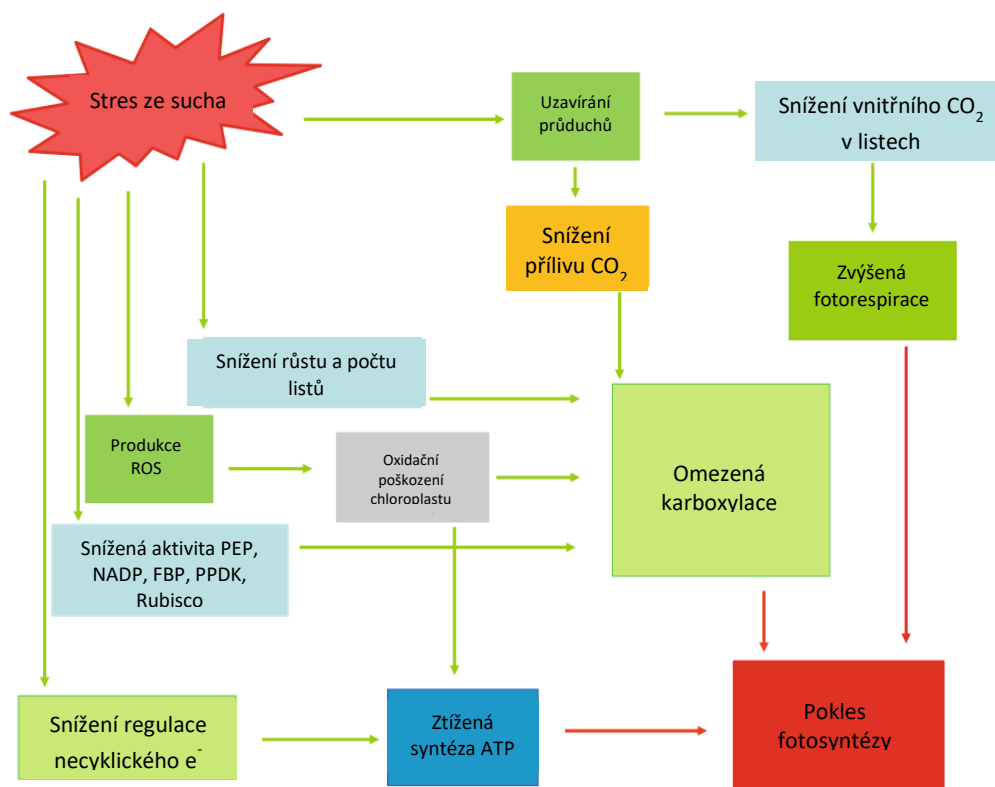 Stres ze sucha
Uzavírání
průduchů
Snížení vnitřního CO₂
v listech
Snížení
přílivu CO₂
Zvýšená
fotorespirace
Snížení růstu a počtu
listů
Produkce
ROS
Oxidační
poškození
chloroplastu
Omezená
karboxylace
Snížená aktivita PEP,
NADP, FBP, PPDK,
Rubisco
Snížení regulace
necyklického e⁻
Ztížená
syntéza ATP
Pokles
fotosyntézy